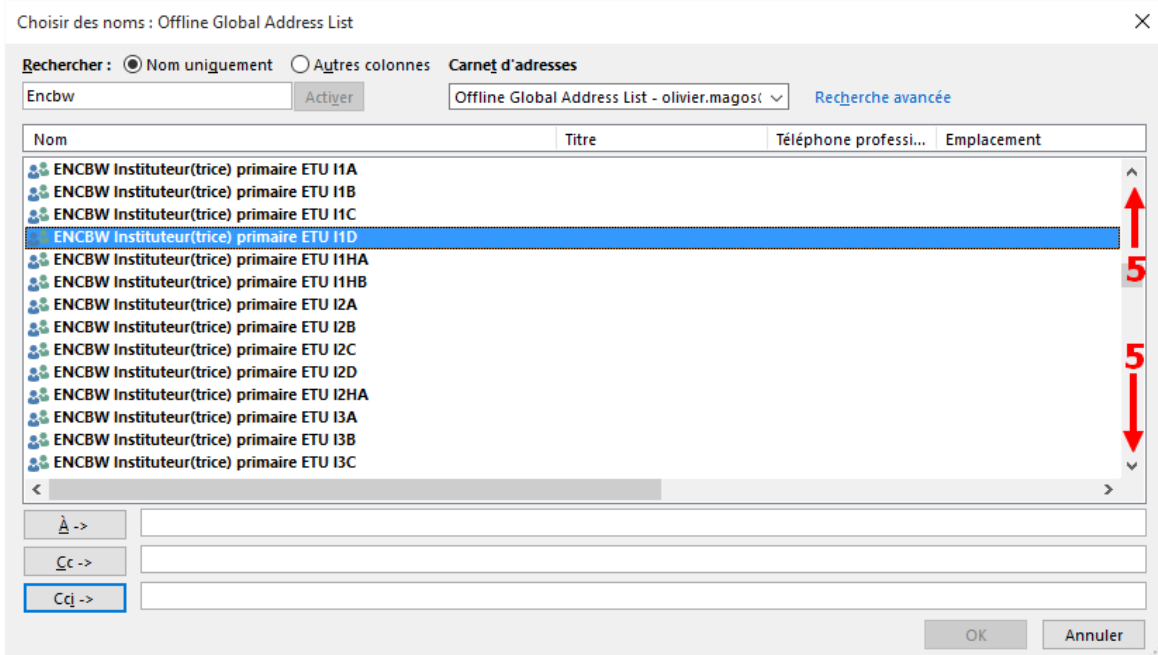 Choisir des noms : Offline Global Address List
Rechercher : Nom uniquement Autres colonnes Carnet d'adresses
Encbw Activer Offline Global Address List - olivier.magos( Recherche avancée
Nom Titre Téléphone professi... Emplacement
ENCBW Instituteur(trice) primaire ETU I1A
ENCBW Instituteur(trice) primaire ETU I1B
ENCBW Instituteur(trice) primaire ETU I1C
ENCBW Instituteur(trice) primaire ETU I1D
ENCBW Instituteur(trice) primaire ETU I1HA
5
ENCBW Instituteur(trice) primaire ETU I1HB
ENCBW Instituteur(trice) primaire ETU I2A
ENCBW Instituteur(trice) primaire ETU I2B
ENCBW Instituteur(trice) primaire ETU I2C
5
ENCBW Instituteur(trice) primaire ETU I2D
ENCBW Instituteur(trice) primaire ETU I2HA
ENCBW Instituteur(trice) primaire ETU I3A
ENCBW Instituteur(trice) primaire ETU I3B
ENCBW Instituteur(trice) primaire ETU I3C
À ->
Cc ->
Cci ->
OK Annuler